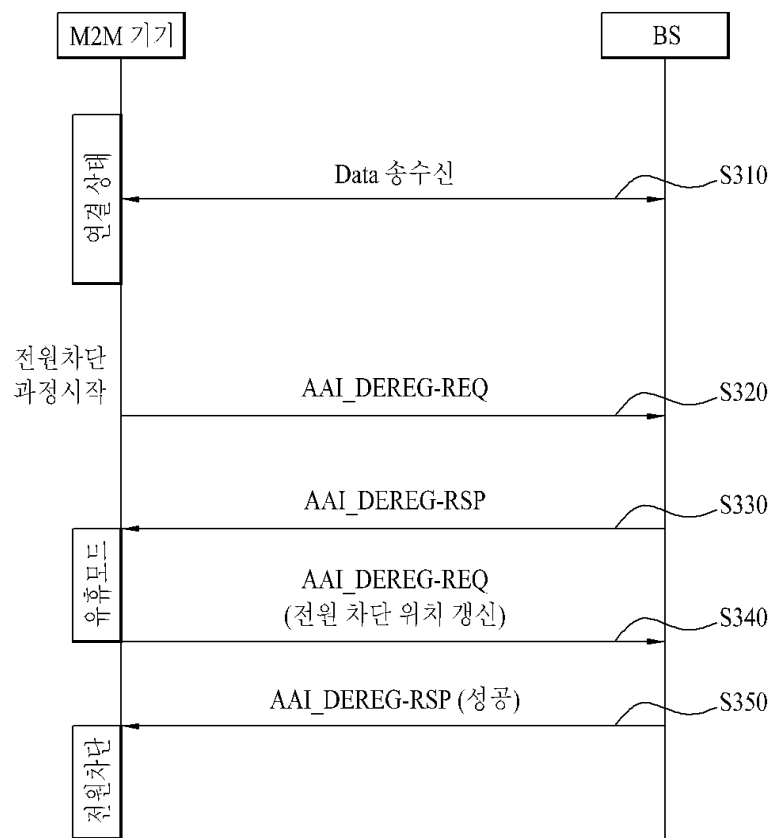 M2M 기기
BS
연결 상태
Data 송수신
S310
전원차단
과정시작
AAI_DEREG-REQ
S320
AAI_DEREG-RSP
S330
유휴모드
AAI_DEREG-REQ
(전원 차단 위치 갱신)
S340
AAI_DEREG-RSP (성공)
S350
전원차단